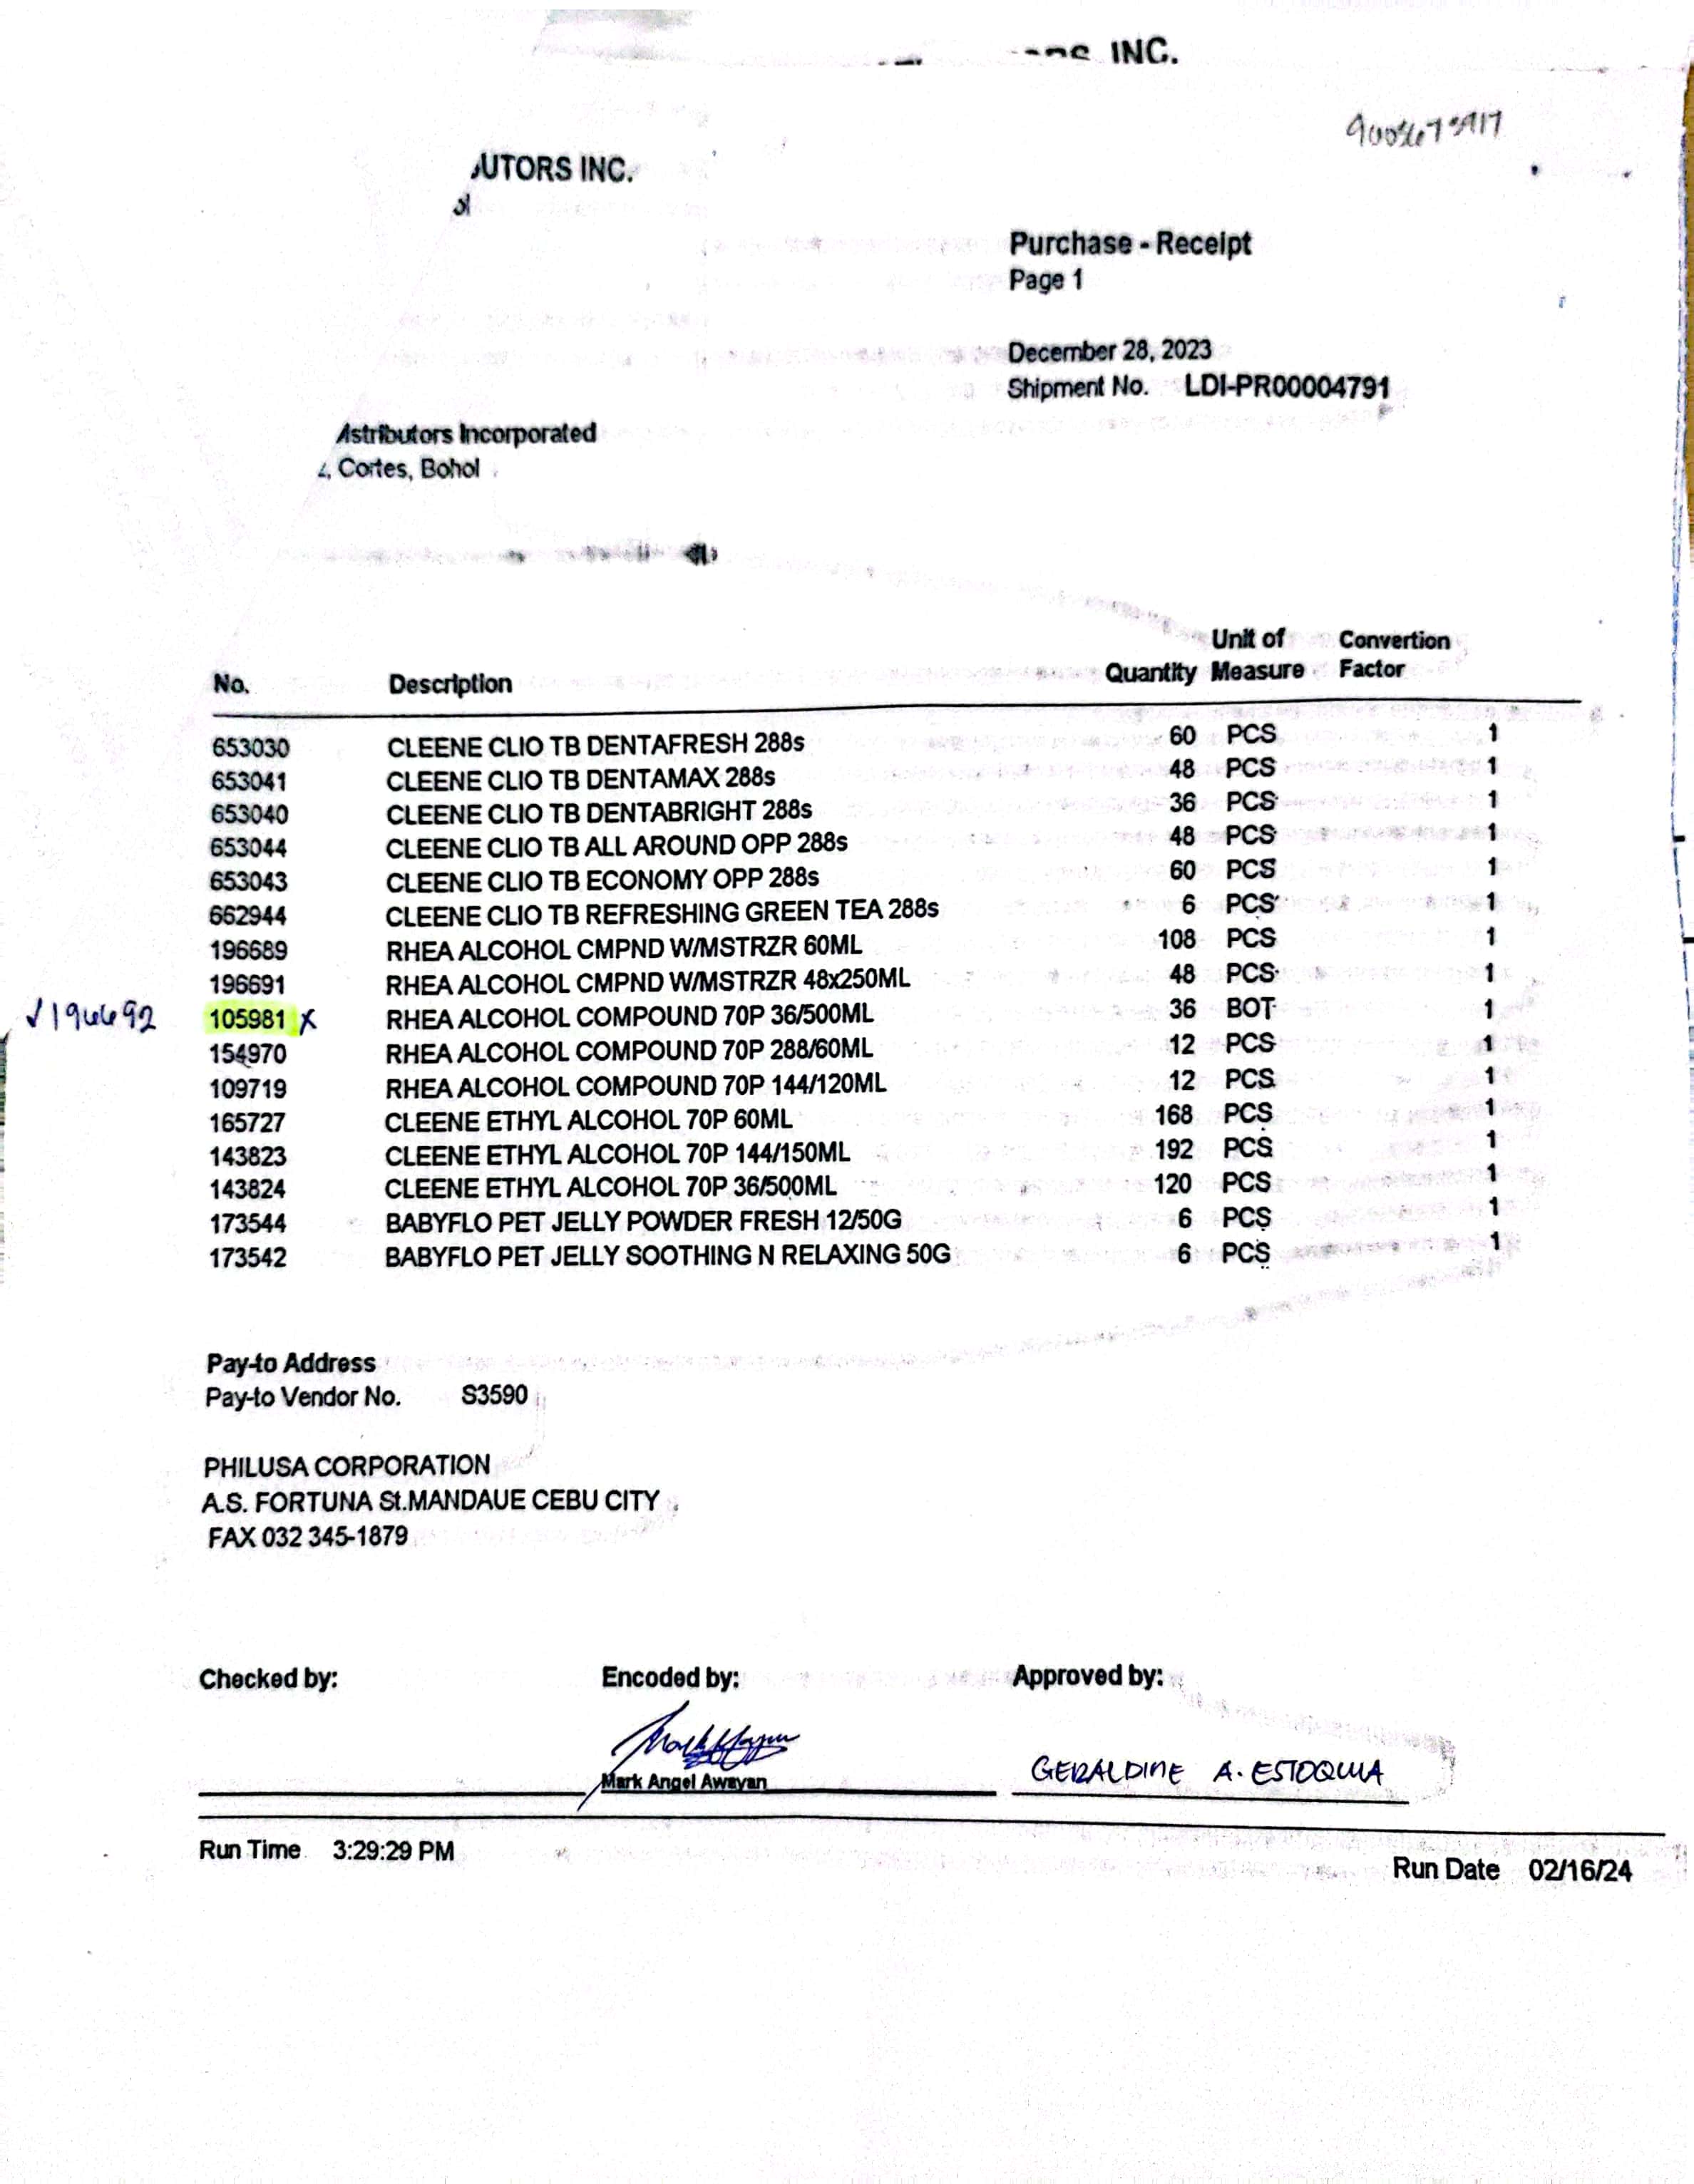 INC.
UTORS INC.
Purchase - Receipt
Page 1
December 28, 2023
Shipment No. LDI-PR00004791
stributors Incorporated
, Cortes, Bohol
No. Description Quantity Unit of Measure Convertion Factor
653030 CLEENE CLIO TB DENTAFRESH 288s 60 PCS 1
653041 CLEENE CLIO TB DENTAMAX 288s 48 PCS 1
653040 CLEENE CLIO TB DENTABRIGHT 288s 36 PCS 1
653044 CLEENE CLIO TB ALL AROUND OPP 288s 48 PCS 1
653043 CLEENE CLIO TB ECONOMY OPP 288s 60 PCS 1
662944 CLEENE CLIO TB REFRESHING GREEN TEA 288s 6 PCS 1
196689 RHEA ALCOHOL CMPND W/MSTRZR 60ML 108 PCS 1
196691 RHEA ALCOHOL CMPND W/MSTRZR 48x250ML 48 PCS 1
✓196692 105981 X RHEA ALCOHOL COMPOUND 70P 36/500ML 36 BOT 1
154970 RHEA ALCOHOL COMPOUND 70P 288/60ML 12 PCS 1
109719 RHEA ALCOHOL COMPOUND 70P 144/120ML 12 PCS 1
165727 CLEENE ETHYL ALCOHOL 70P 60ML 168 PCS 1
143823 CLEENE ETHYL ALCOHOL 70P 144/150ML 192 PCS 1
143824 CLEENE ETHYL ALCOHOL 70P 36/500ML 120 PCS 1
173544 BABYFLO PET JELLY POWDER FRESH 12/50G 6 PCS 1
173542 BABYFLO PET JELLY SOOTHING N RELAXING 50G 6 PCS 1
Pay-to Address
Pay-to Vendor No. S3590
PHILUSA CORPORATION
A.S. FORTUNA St.MANDAUE CEBU CITY
FAX 032 345-1879
Checked by: Encoded by: Approved by:
Mark Angel Awayan GERALDINE A. ESTOQUIA
Run Time 3:29:29 PM
Run Date 02/16/24